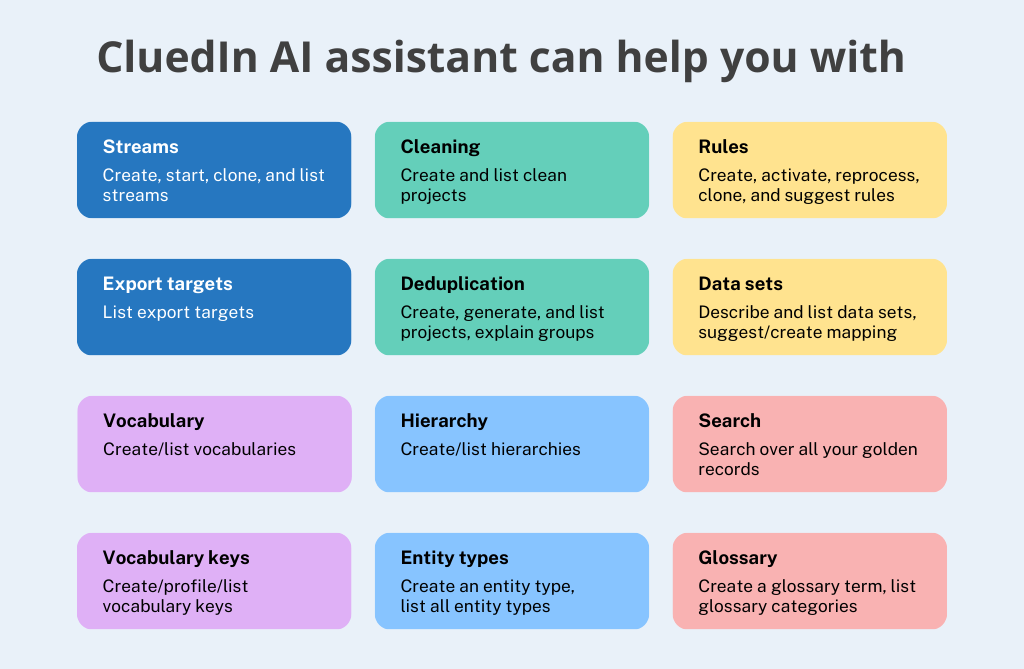 CluedIn AI assistant can help you with
Streams
Create, start, clone, and list
streams
Cleaning
Create and list clean
projects
Rules
Create, activate, reprocess,
clone, and suggest rules
Export targets
List export targets
Deduplication
Create, generate, and list
projects, explain groups
Data sets
Describe and list data sets,
suggest/create mapping
Vocabulary
Create/list vocabularies
Hierarchy
Create/list hierarchies
Search
Search over all your golden
records
Vocabulary keys
Create/profile/list
vocabulary keys
Entity types
Create an entity type,
list all entity types
Glossary
Create a glossary term, list
glossary categories